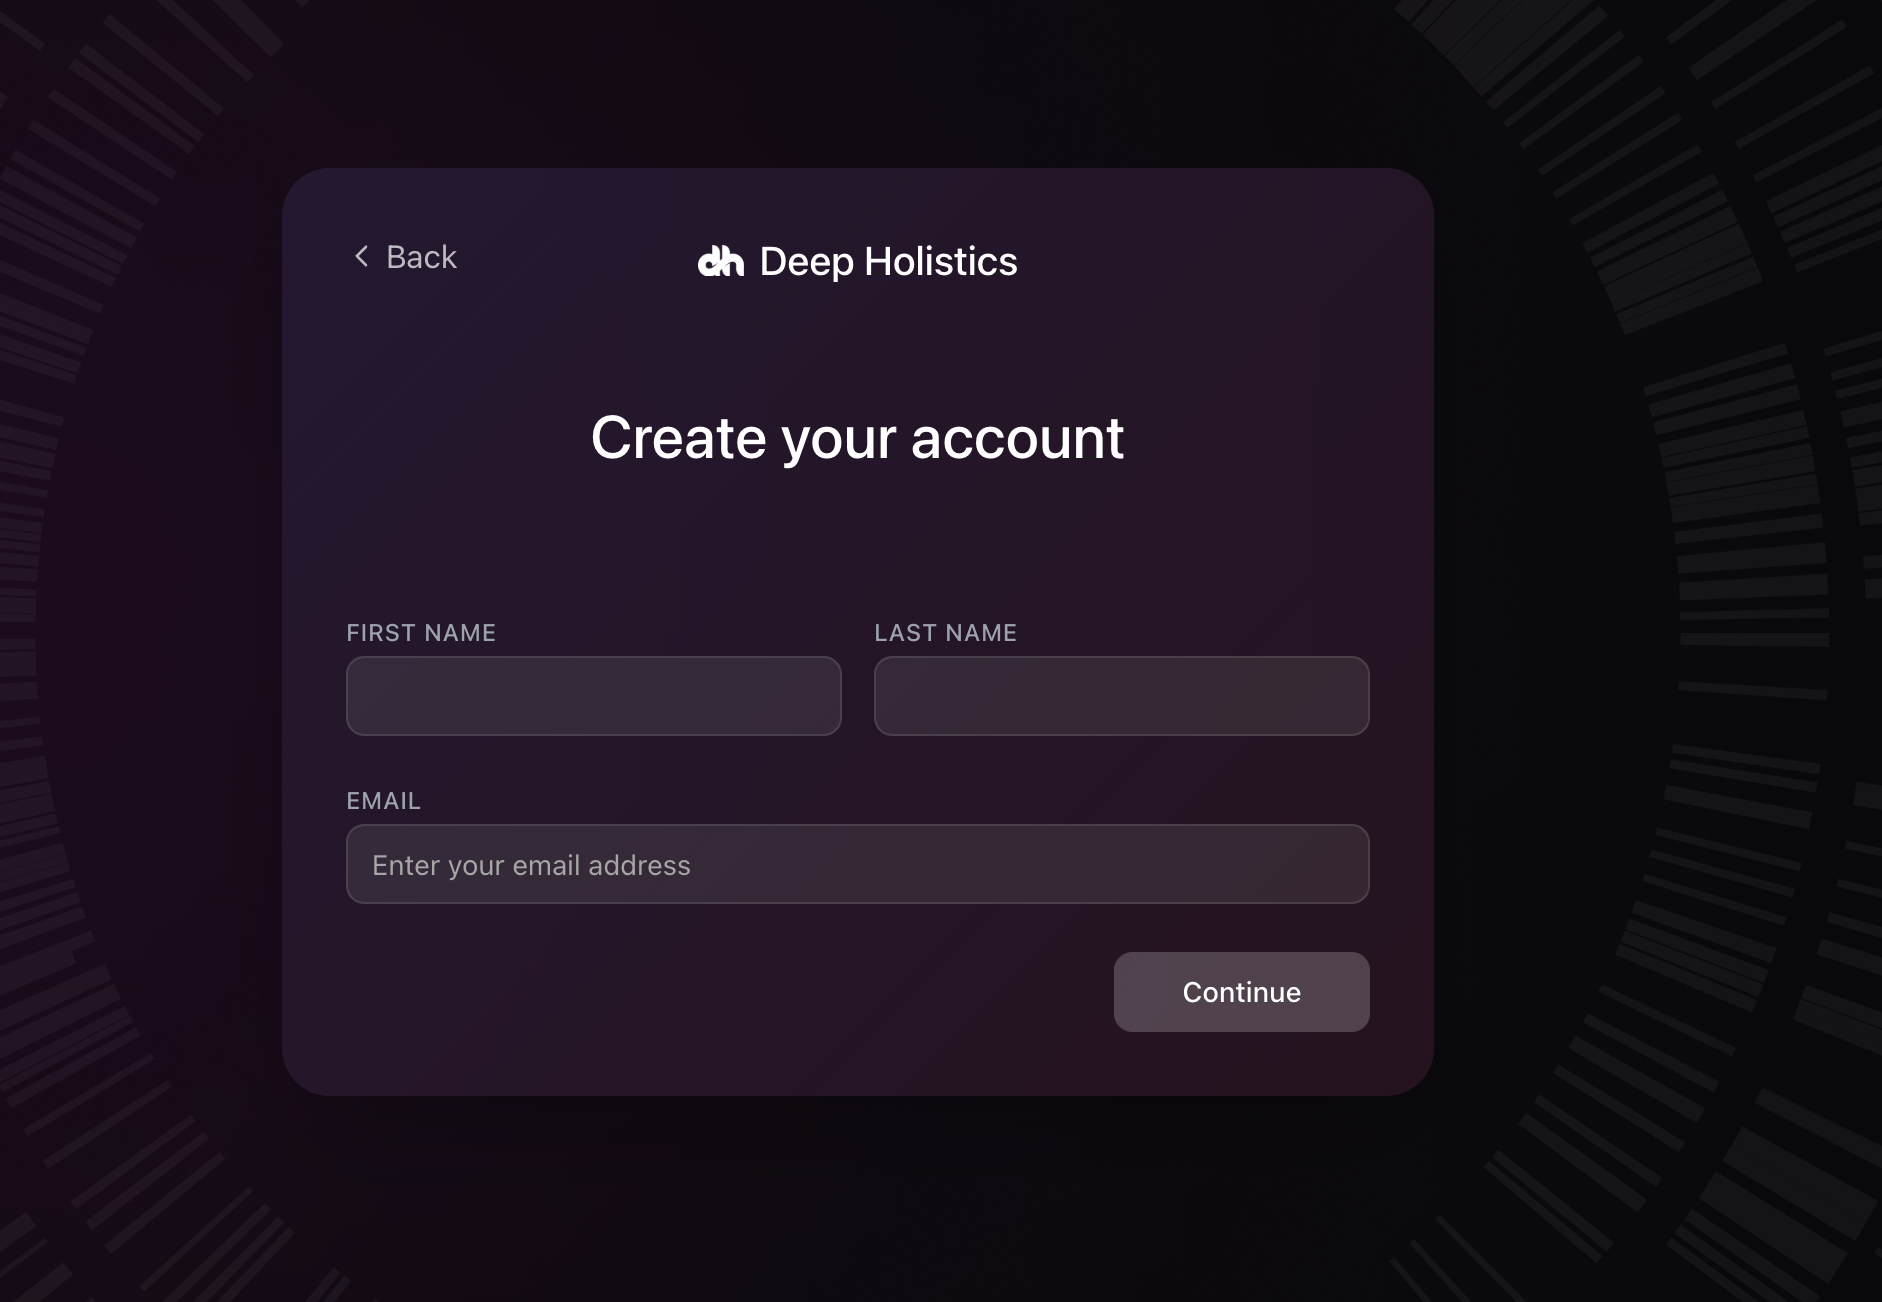 Back
dh Deep Holistics
Create your account
FIRST NAME
LAST NAME
EMAIL
Enter your email address
Continue